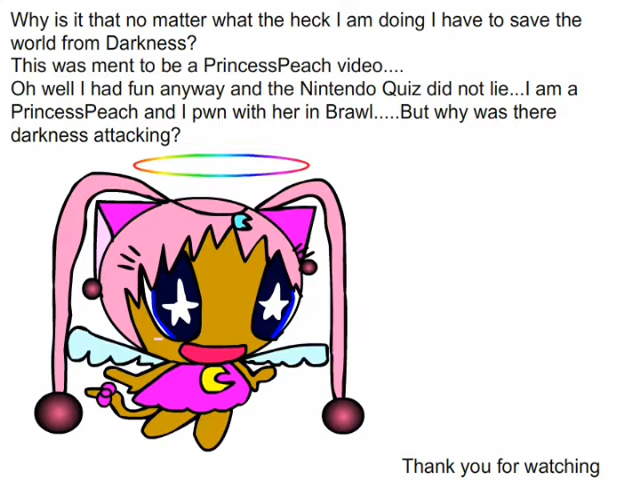 Why is it that no matter what the heck I am doing I have to save the
world from Darkness?
This was ment to be a PrincessPeach video....
Oh well I had fun anyway and the Nintendo Quiz did not lie...I am a
PrincessPeach and I pwn with her in Brawl.....But why was there
darkness attacking?
Thank you for watching